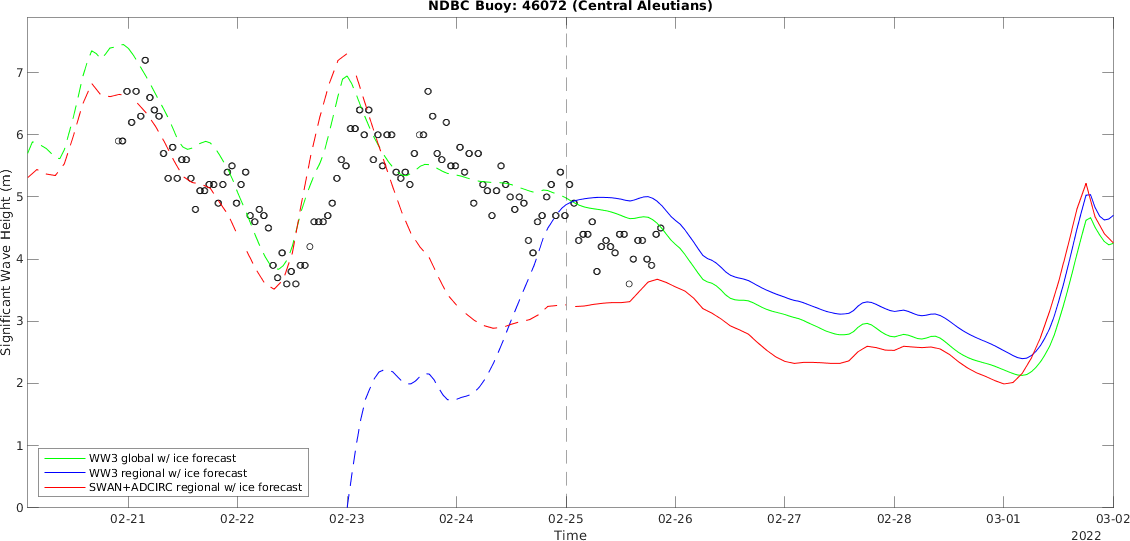 NDBC Buoy: 46072 (Central Aleutians)
Significant Wave Height (m)
7
6
5
4
3
2
1
0
WW3 global w/ ice forecast
WW3 regional w/ ice forecast
SWAN+ADCIRC regional w/ ice forecast
02-21 02-22 02-23 02-24 02-25 02-26 02-27 02-28 03-01 03-02
Time
2022